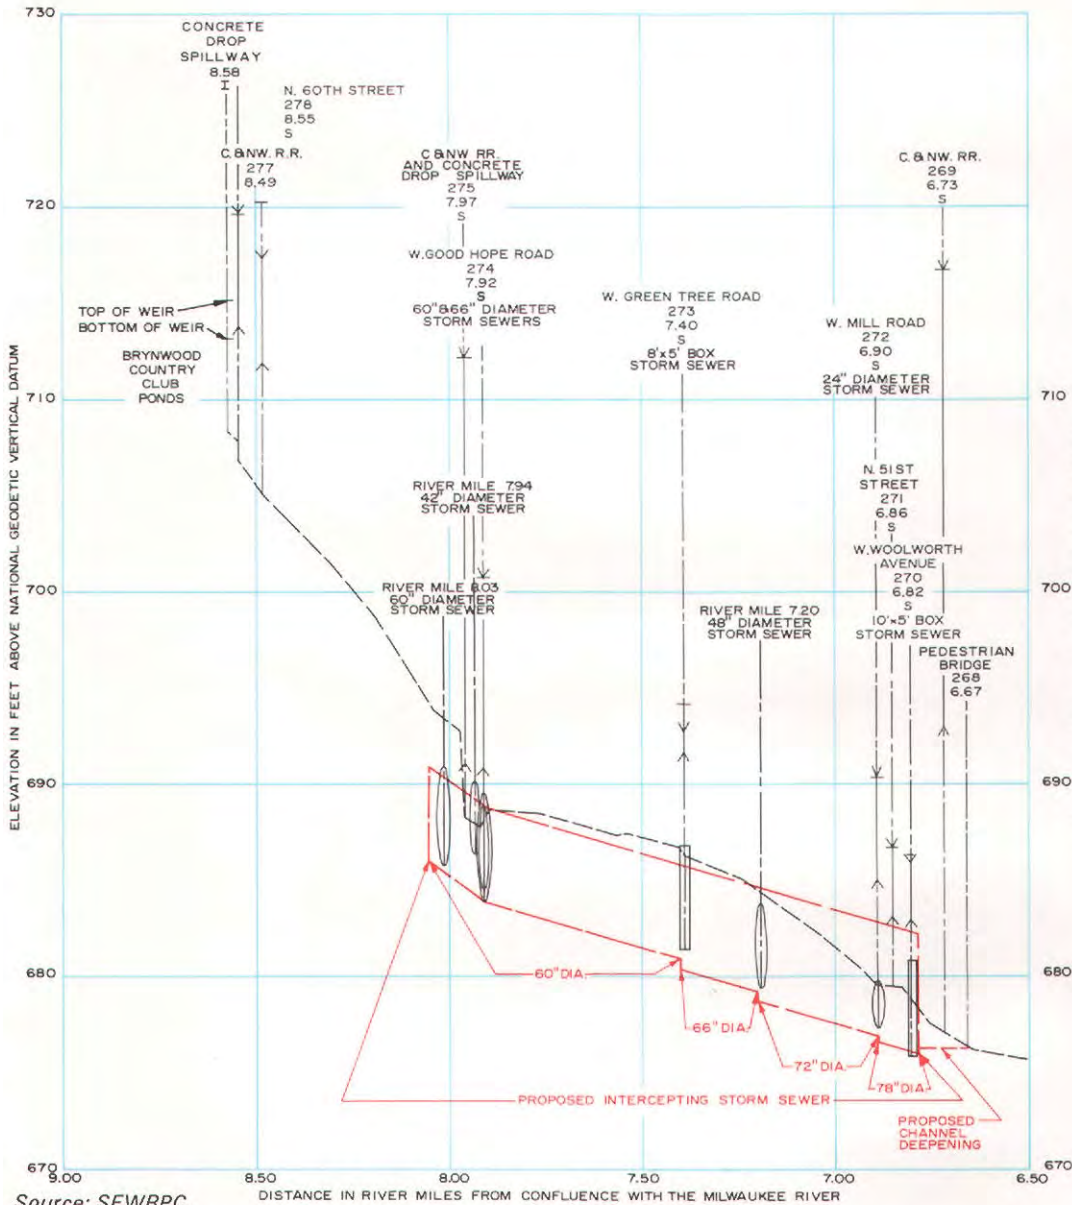 730
CONCRETE
DROP
SPILLWAY
8.58
N. 60TH STREET
278
8.55
S
C.&NW. R.R.
277
8.49
C.&NW. RR.
AND CONCRETE
DROP SPILLWAY
275
7.97
S
C.&NW. RR.
269
6.73
S
720
720
W.GOOD HOPE ROAD
274
7.92
S
60"&66" DIAMETER
STORM SEWERS
W. GREEN TREE ROAD
273
7.40
S
8'x5' BOX
STORM SEWER
W. MILL ROAD
272
6.90
S
24" DIAMETER
STORM SEWER
TOP OF WEIR
BOTTOM OF WEIR
BRYNWOOD
COUNTRY
CLUB
PONDS
710
710
N. 51ST
STREET
271
6.86
S
RIVER MILE 7.94
42" DIAMETER
STORM SEWER
W.WOOLWORTH
AVENUE
270
6.82
S
10'x5' BOX
STORM SEWER
700
700
RIVER MILE 8.03
60" DIAMETER
STORM SEWER
RIVER MILE 7.20
48" DIAMETER
STORM SEWER
PEDESTRIAN
BRIDGE
268
6.67
690
690
680
680
60" DIA.
66" DIA.
72" DIA.
78" DIA.
PROPOSED INTERCEPTING STORM SEWER
PROPOSED
CHANNEL
DEEPENING
670
670
9.00
8.50
8.00
7.50
7.00
6.50
ELEVATION IN FEET ABOVE NATIONAL GEODETIC VERTICAL DATUM
DISTANCE IN RIVER MILES FROM CONFLUENCE WITH THE MILWAUKEE RIVER
Source: SEWRPC